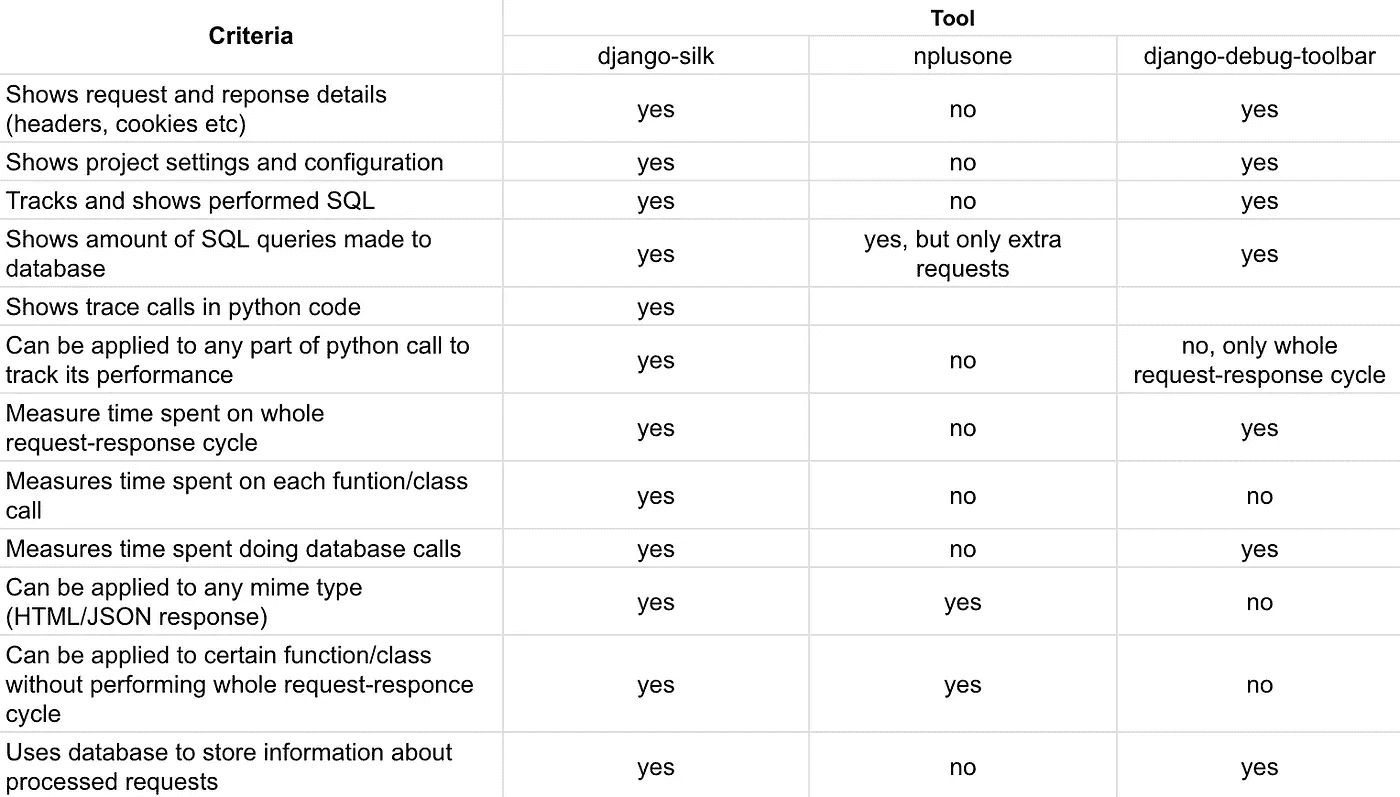 Criteria
Tool
django-silk
nplusone
django-debug-toolbar
Shows request and reponse details
(headers, cookies etc)
yes
no
yes
Shows project settings and configuration
yes
no
yes
Tracks and shows performed SQL
yes
no
yes
Shows amount of SQL queries made to
database
yes
yes, but only extra
requests
yes
Shows trace calls in python code
yes
Can be applied to any part of python call to
track its performance
yes
no
no, only whole
request-response cycle
Measure time spent on whole
request-response cycle
yes
no
yes
Measures time spent on each funtion/class
call
yes
no
no
Measures time spent doing database calls
yes
no
yes
Can be applied to any mime type
(HTML/JSON response)
yes
yes
no
Can be applied to certain function/class
without performing whole request-responce
cycle
yes
yes
no
Uses database to store information about
processed requests
yes
no
yes